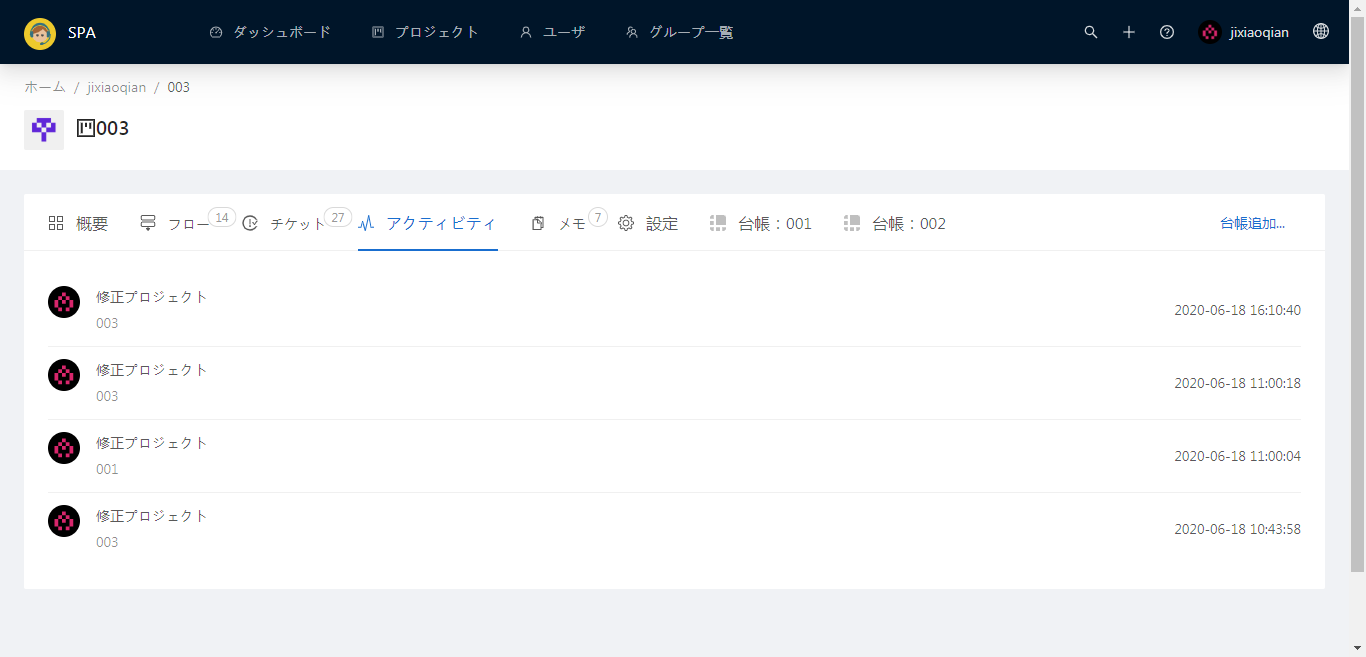 SPA ダッシュボード プロジェクト ユーザ グループ一覧 jixiaoqian
ホーム / jixiaoqian / 003
003
概要 フロー 14 チケット 27 アクティビティ メモ 7 設定 台帳：001 台帳：002 台帳追加...
修正プロジェクト
003
2020-06-18 16:10:40
修正プロジェクト
003
2020-06-18 11:00:18
修正プロジェクト
001
2020-06-18 11:00:04
修正プロジェクト
003
2020-06-18 10:43:58